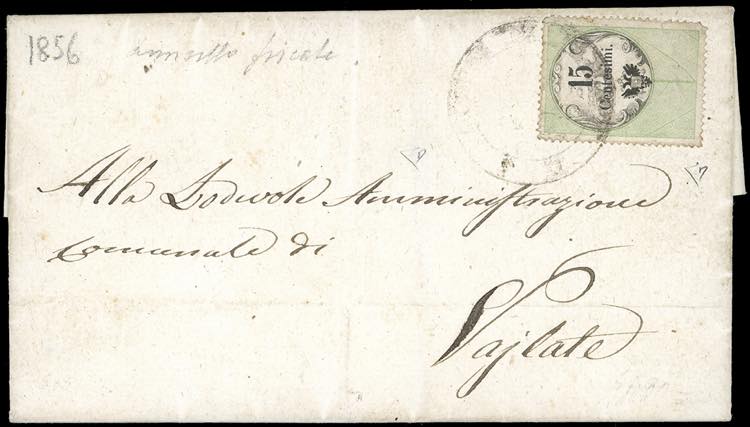 1856 annullo fiscale
15
Centesimi.
Alla Lodevole Amministrazione
Comunale di
Vajlate